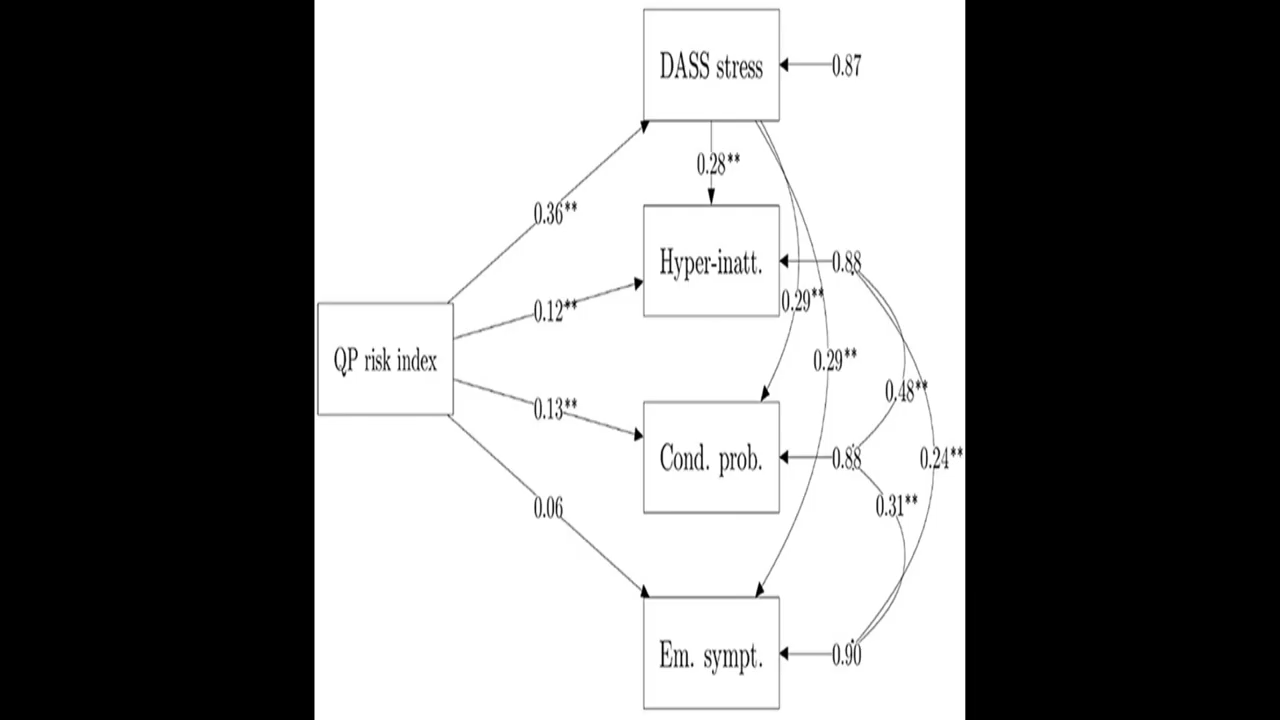 DASS stress
0.87
0.28**
0.36**
Hyper-inatt.
0.88
0.29**
0.12**
QP risk index
0.29**
0.48**
0.13**
Cond. prob.
0.88
0.24**
0.31**
0.06
Em. sympt.
0.90